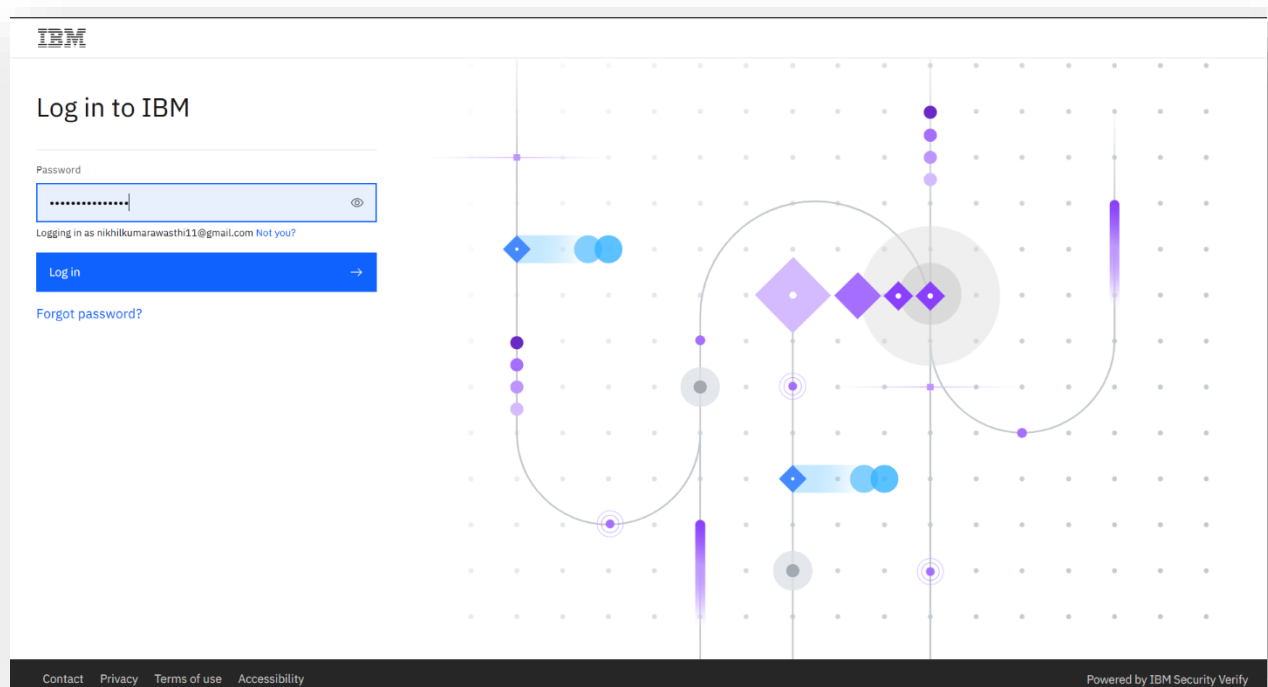 IBM
Log in to IBM
Password
•••••••••••••••
Logging in as nikhilkumarawasthi11@gmail.com Not you?
Log in →
Forgot password?
Contact Privacy Terms of use Accessibility
Powered by IBM Security Verify